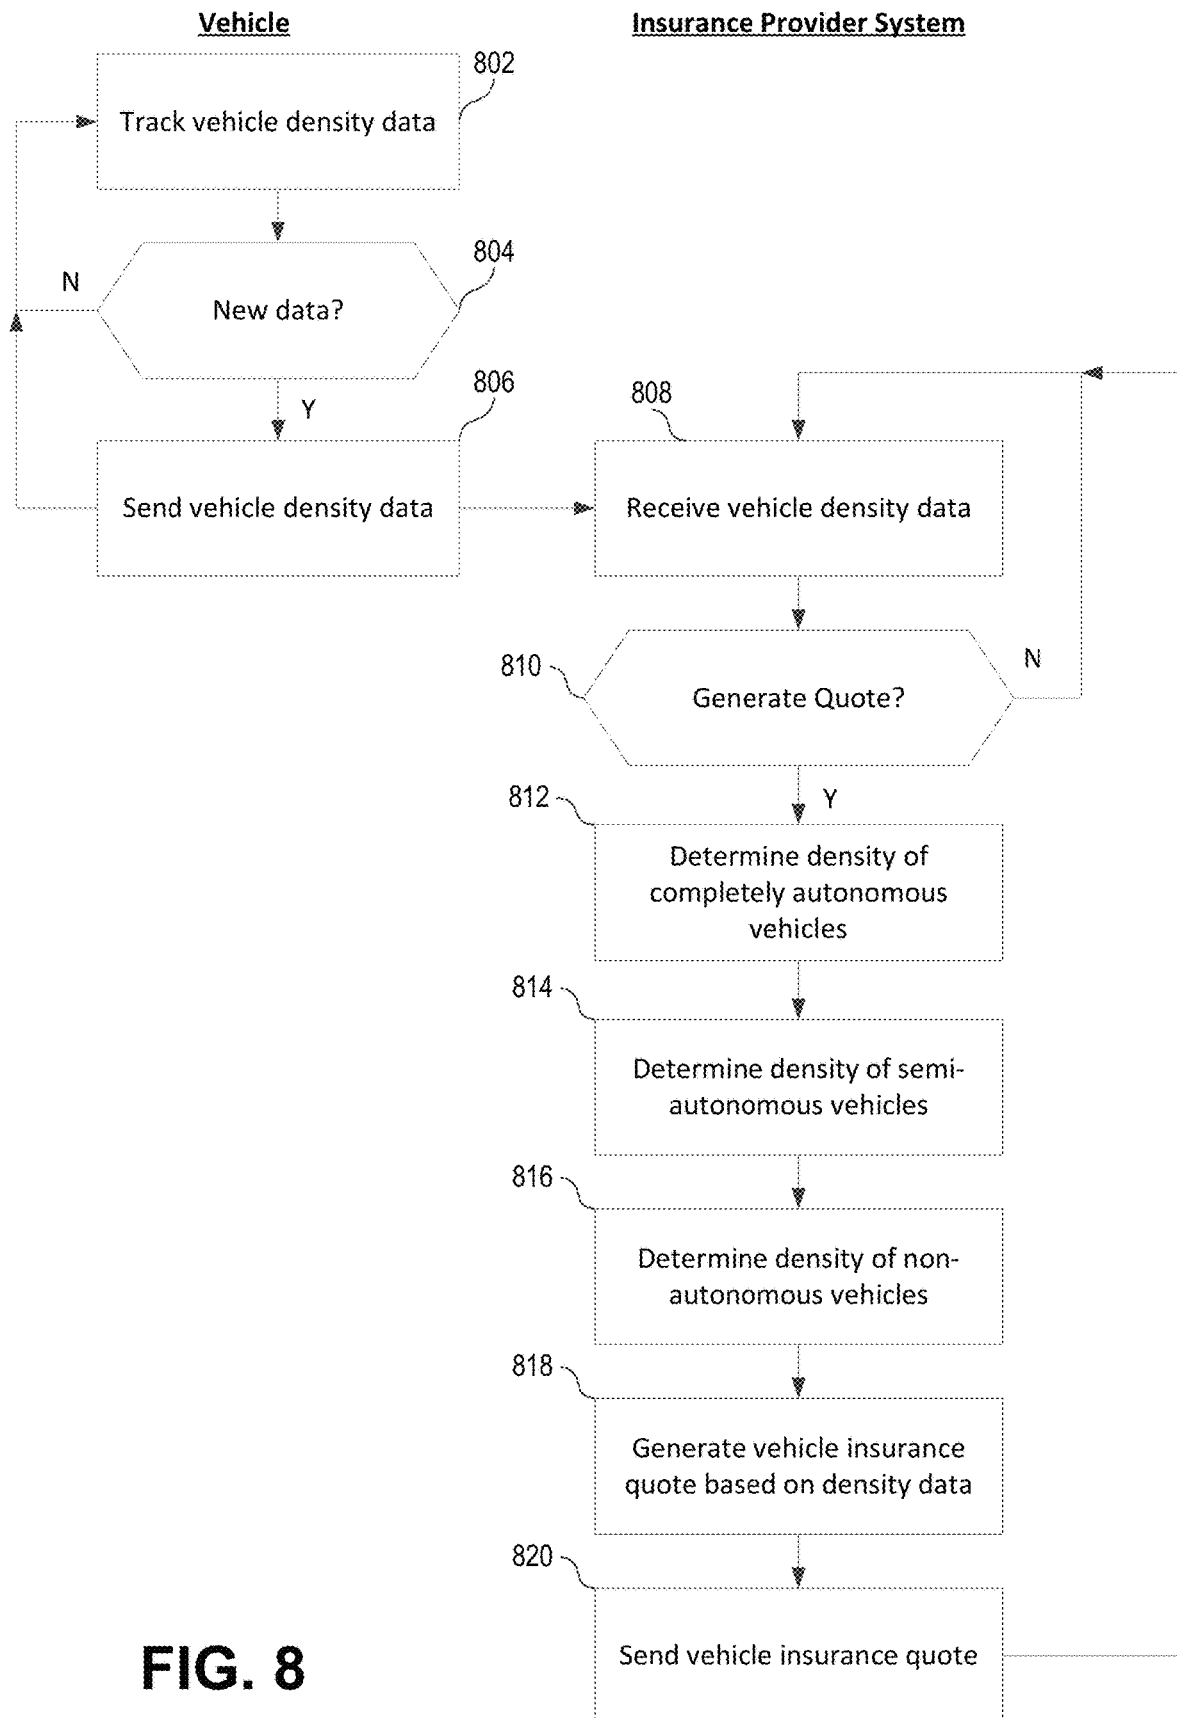 Vehicle
Insurance Provider System
802
Track vehicle density data
804
N
New data?
806
Y
Send vehicle density data
808
Receive vehicle density data
810
N
Generate Quote?
Y
812
Determine density of
completely autonomous
vehicles
814
Determine density of semi-
autonomous vehicles
816
Determine density of non-
autonomous vehicles
818
Generate vehicle insurance
quote based on density data
820
Send vehicle insurance quote
FIG. 8